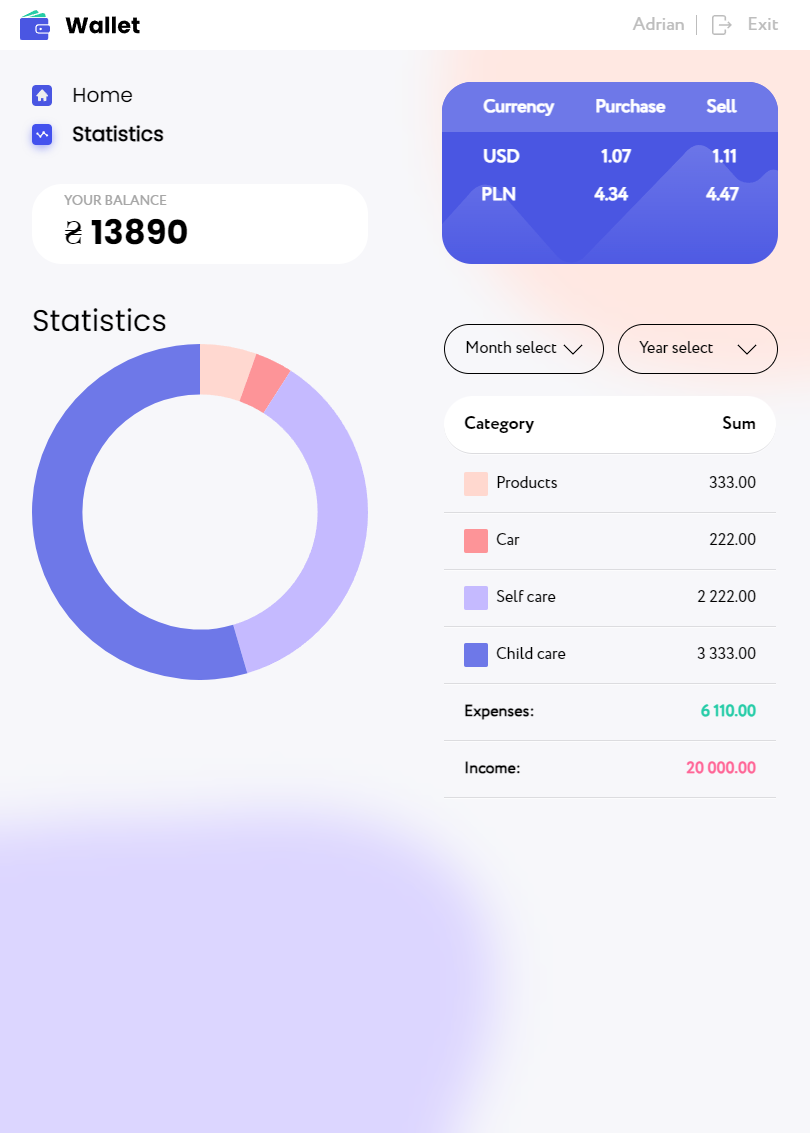 Wallet
Adrian
Exit
Home
Statistics
YOUR BALANCE
₴ 13890
Currency Purchase Sell
USD 1.07 1.11
PLN 4.34 4.47
Statistics
Month select
Year select
Category Sum
Products 333.00
Car 222.00
Self care 2 222.00
Child care 3 333.00
Expenses: 6 110.00
Income: 20 000.00